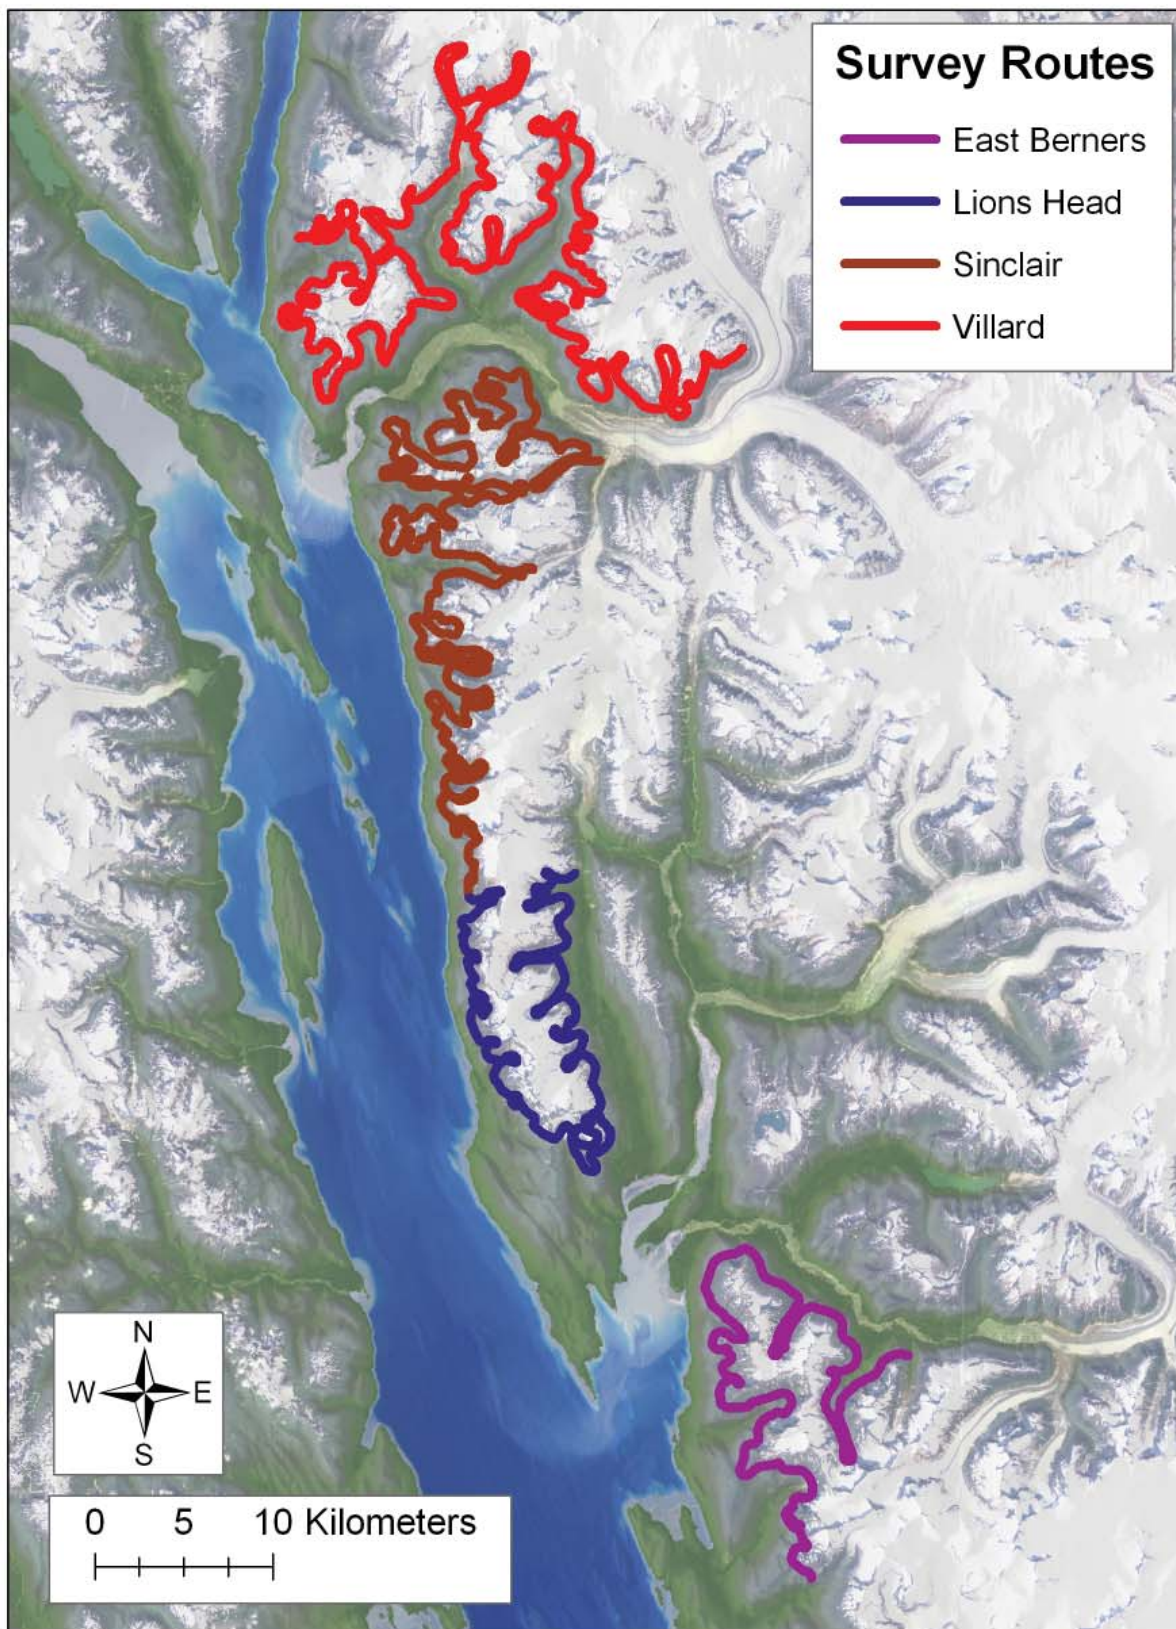 Survey Routes
East Berners
Lions Head
Sinclair
Villard
N
W E
S
0 5 10 Kilometers